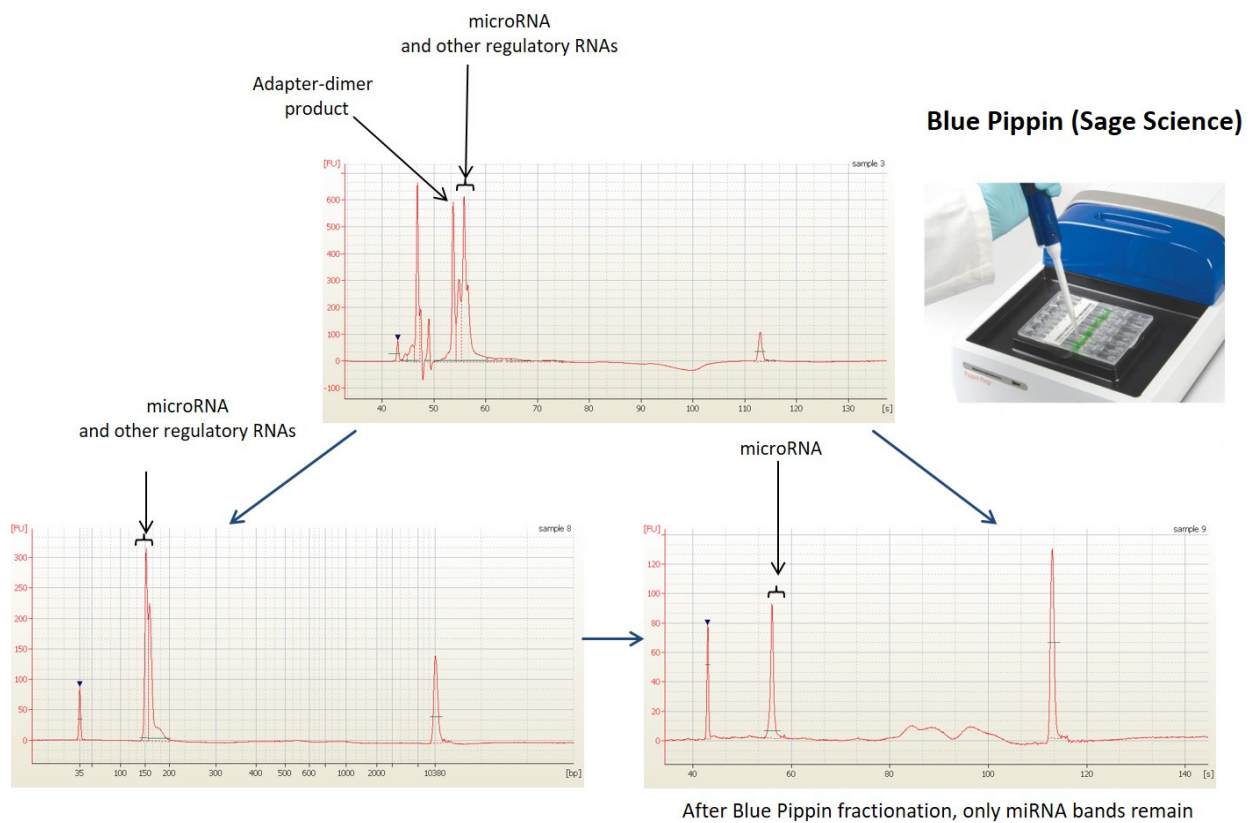 microRNA
and other regulatory RNAs
Adapter-dimer
product
Blue Pippin (Sage Science)
[FU]
sample 3
600
500
400
300
200
100
0
-100
40 50 60 70 80 90 100 110 120 130 [s]
microRNA
and other regulatory RNAs
[FU]
sample 8
300
250
200
150
100
50
0
35 100 150 200 300 400 500 600 1000 2000 10380 [bp]
microRNA
[FU]
sample 9
120
100
80
60
40
20
0
40 60 80 100 120 140 [s]
After Blue Pippin fractionation, only miRNA bands remain